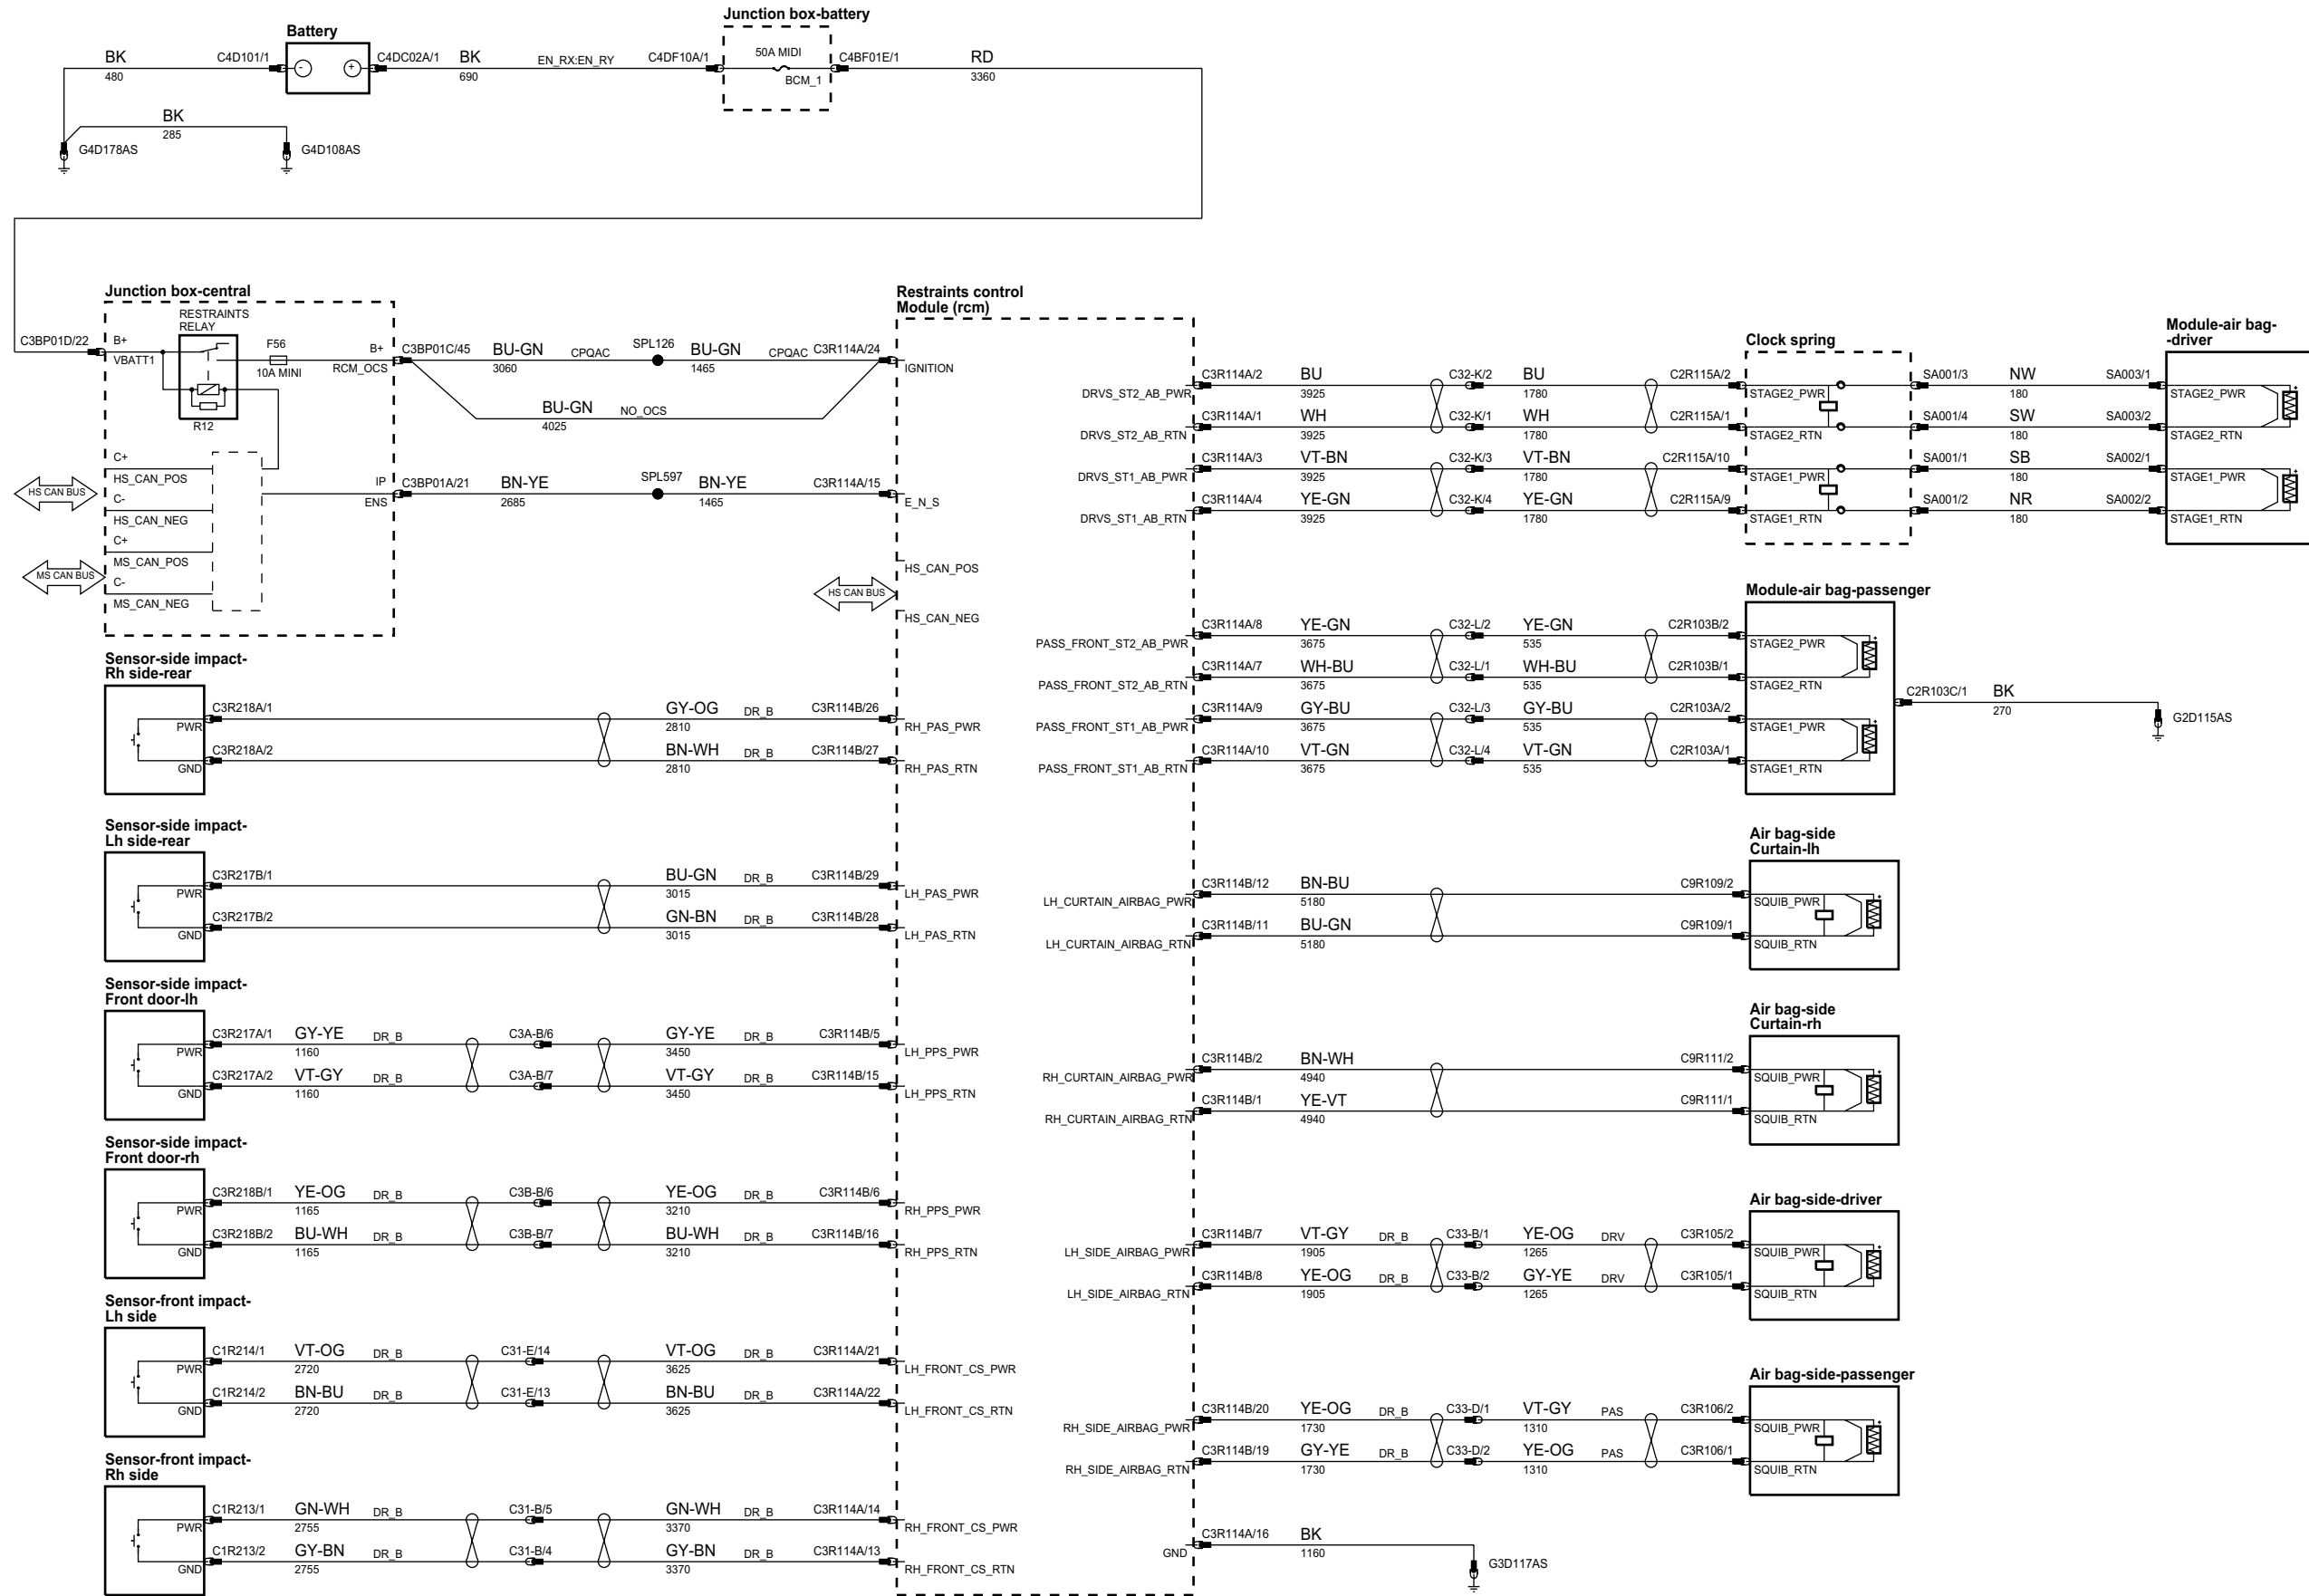 Junction box-battery
Battery
BK
480
C4D101/1
-
+
C4DC02A/1
BK
690
EN_RX:EN_RY
C4DF10A/1
50A MIDI
BCM_1
C4BF01E/1
RD
3360
BK
285
G4D178AS
G4D108AS
Junction box-central
RESTRAINTS
RELAY
C3BP01D/22
B+
VBATT1
F56
10A MINI
R12
B+
RCM_OCS
C3BP01C/45
BU-GN
3060
CPQAC
SPL126
BU-GN
1465
CPQAC
C3R114A/24
IGNITION
BU-GN
4025
NO_OCS
C+
HS_CAN_POS
C-
HS_CAN_NEG
C+
MS_CAN_POS
C-
MS_CAN_NEG
HS CAN BUS
MS CAN BUS
IP
ENS
C3BP01A/21
BN-YE
2685
SPL597
BN-YE
1465
C3R114A/15
E_N_S
Restraints control
Module (rcm)
HS_CAN_POS
HS CAN BUS
HS_CAN_NEG
Sensor-side impact-
Rh side-rear
PWR
C3R218A/1
GY-OG
2810
DR_B
C3R114B/26
RH_PAS_PWR
GND
C3R218A/2
BN-WH
2810
DR_B
C3R114B/27
RH_PAS_RTN
Sensor-side impact-
Lh side-rear
PWR
C3R217B/1
BU-GN
3015
DR_B
C3R114B/29
LH_PAS_PWR
GND
C3R217B/2
GN-BN
3015
DR_B
C3R114B/28
LH_PAS_RTN
Sensor-side impact-
Front door-lh
PWR
C3R217A/1
GY-YE
1160
DR_B
C3A-B/6
GY-YE
3450
DR_B
C3R114B/5
LH_PPS_PWR
GND
C3R217A/2
VT-GY
1160
DR_B
C3A-B/7
VT-GY
3450
DR_B
C3R114B/15
LH_PPS_RTN
Sensor-side impact-
Front door-rh
PWR
C3R218B/1
YE-OG
1165
DR_B
C3B-B/6
YE-OG
3210
DR_B
C3R114B/6
RH_PPS_PWR
GND
C3R218B/2
BU-WH
1165
DR_B
C3B-B/7
BU-WH
3210
DR_B
C3R114B/16
RH_PPS_RTN
Sensor-front impact-
Lh side
PWR
C1R214/1
VT-OG
2720
DR_B
C31-E/14
VT-OG
3625
DR_B
C3R114A/21
LH_FRONT_CS_PWR
GND
C1R214/2
BN-BU
2720
DR_B
C31-E/13
BN-BU
3625
DR_B
C3R114A/22
LH_FRONT_CS_RTN
Sensor-front impact-
Rh side
PWR
C1R213/1
GN-WH
2755
DR_B
C31-B/5
GN-WH
3370
DR_B
C3R114A/14
RH_FRONT_CS_PWR
GND
C1R213/2
GY-BN
2755
DR_B
C31-B/4
GY-BN
3370
DR_B
C3R114A/13
RH_FRONT_CS_RTN
Clock spring
Module-air bag-
-driver
DRVS_ST2_AB_PWR
C3R114A/2
BU
3925
C32-K/2
BU
1780
C2R115A/2
STAGE2_PWR
SA001/3
NW
180
SA003/1
STAGE2_PWR
DRVS_ST2_AB_RTN
C3R114A/1
WH
3925
C32-K/1
WH
1780
C2R115A/1
STAGE2_RTN
SA001/4
SW
180
SA003/2
STAGE2_RTN
DRVS_ST1_AB_PWR
C3R114A/3
VT-BN
3925
C32-K/3
VT-BN
1780
C2R115A/10
STAGE1_PWR
SA001/1
SB
180
SA002/1
STAGE1_PWR
DRVS_ST1_AB_RTN
C3R114A/4
YE-GN
3925
C32-K/4
YE-GN
1780
C2R115A/9
STAGE1_RTN
SA001/2
NR
180
SA002/2
STAGE1_RTN
Module-air bag-passenger
PASS_FRONT_ST2_AB_PWR
C3R114A/8
YE-GN
3675
C32-L/2
YE-GN
535
C2R103B/2
STAGE2_PWR
PASS_FRONT_ST2_AB_RTN
C3R114A/7
WH-BU
3675
C32-L/1
WH-BU
535
C2R103B/1
STAGE2_RTN
PASS_FRONT_ST1_AB_PWR
C3R114A/9
GY-BU
3675
C32-L/3
GY-BU
535
C2R103A/2
STAGE1_PWR
PASS_FRONT_ST1_AB_RTN
C3R114A/10
VT-GN
3675
C32-L/4
VT-GN
535
C2R103A/1
STAGE1_RTN
C2R103C/1
BK
270
G2D115AS
Air bag-side
Curtain-lh
LH_CURTAIN_AIRBAG_PWR
C3R114B/12
BN-BU
5180
C9R109/2
SQUIB_PWR
LH_CURTAIN_AIRBAG_RTN
C3R114B/11
BU-GN
5180
C9R109/1
SQUIB_RTN
Air bag-side
Curtain-rh
RH_CURTAIN_AIRBAG_PWR
C3R114B/2
BN-WH
4940
C9R111/2
SQUIB_PWR
RH_CURTAIN_AIRBAG_RTN
C3R114B/1
YE-VT
4940
C9R111/1
SQUIB_RTN
Air bag-side-driver
LH_SIDE_AIRBAG_PWR
C3R114B/7
VT-GY
1905
DR_B
C33-B/1
YE-OG
1265
DRV
C3R105/2
SQUIB_PWR
LH_SIDE_AIRBAG_RTN
C3R114B/8
YE-OG
1905
DR_B
C33-B/2
GY-YE
1265
DRV
C3R105/1
SQUIB_RTN
Air bag-side-passenger
RH_SIDE_AIRBAG_PWR
C3R114B/20
YE-OG
1730
DR_B
C33-D/1
VT-GY
1310
PAS
C3R106/2
SQUIB_PWR
RH_SIDE_AIRBAG_RTN
C3R114B/19
GY-YE
1730
DR_B
C33-D/2
YE-OG
1310
PAS
C3R106/1
SQUIB_RTN
GND
C3R114A/16
BK
1160
G3D117AS